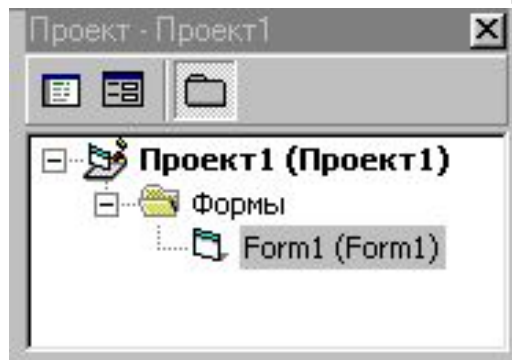 Проект - Проект1
Проект1 (Проект1)
Формы
Form1 (Form1)